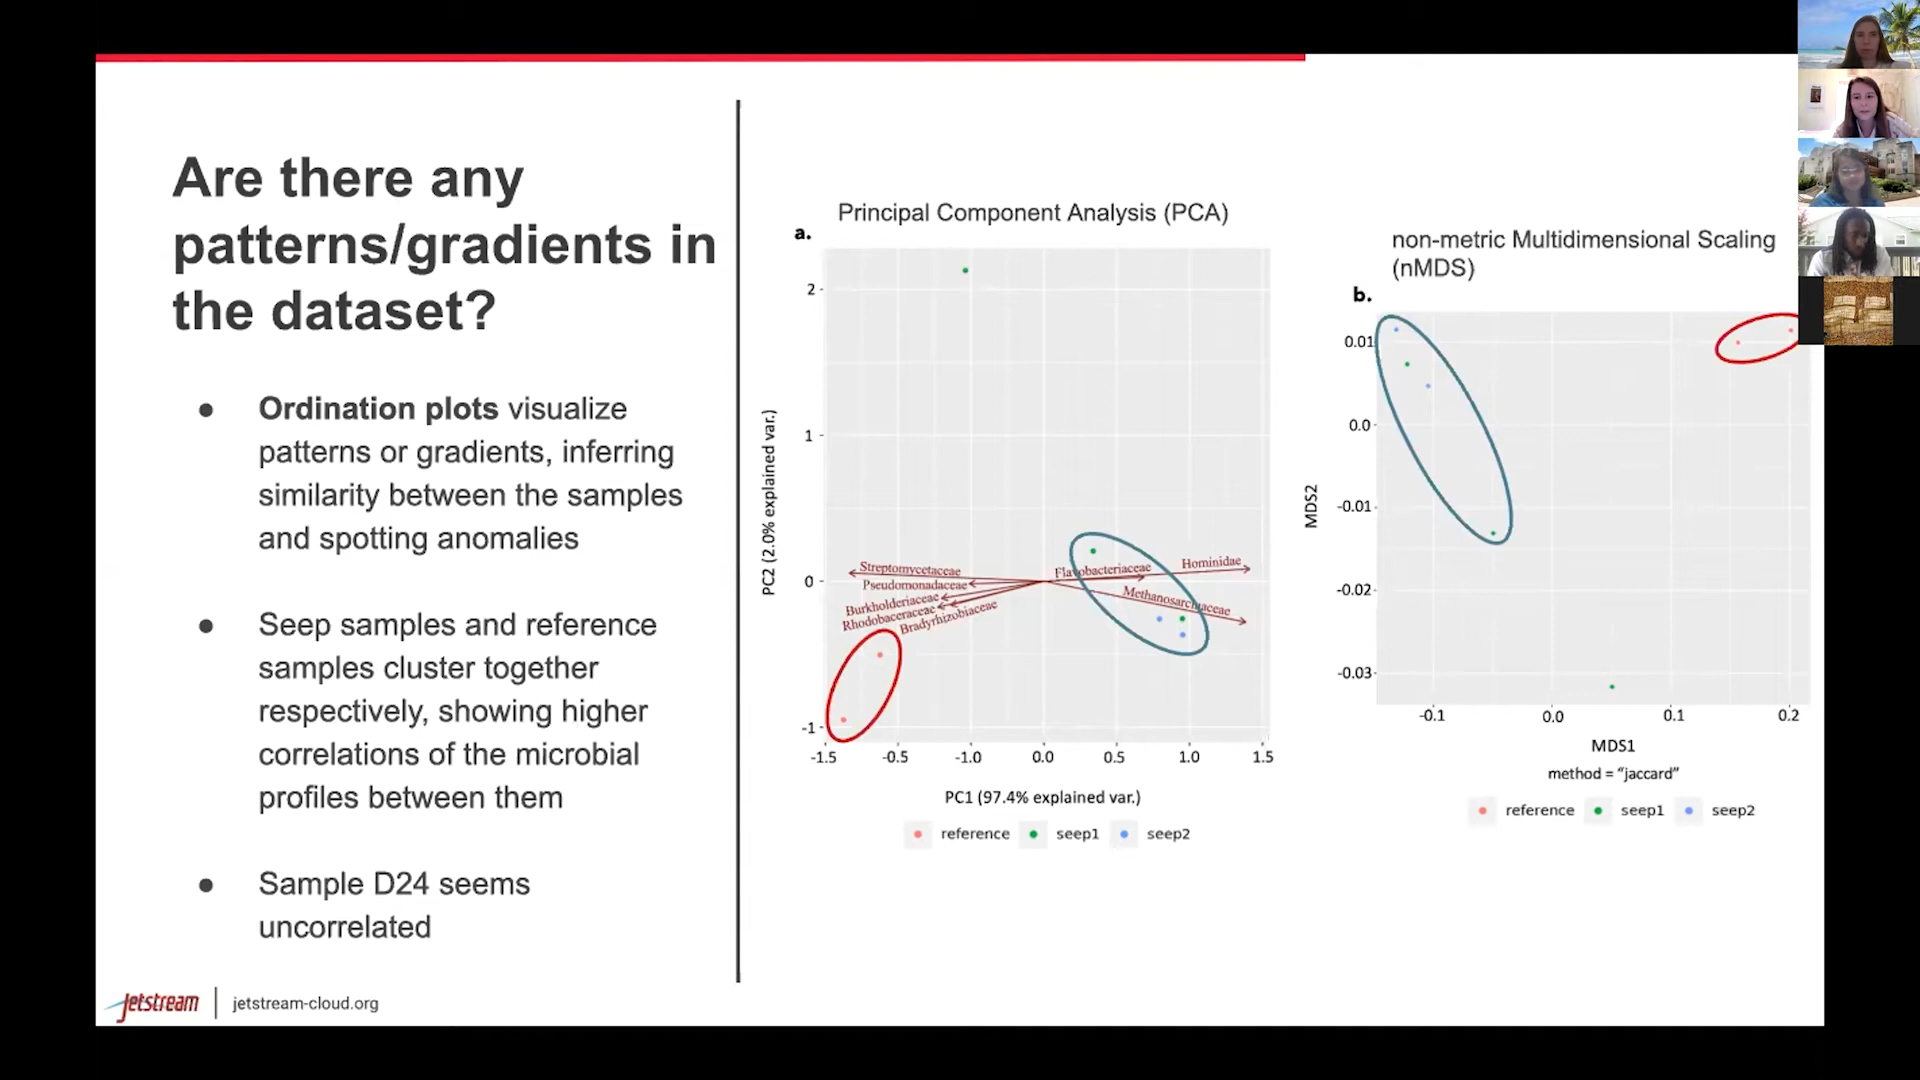 Are there any
patterns/gradients in
the dataset?
● Ordination plots visualize
patterns or gradients, inferring
similarity between the samples
and spotting anomalies
● Seep samples and reference
samples cluster together
respectively, showing higher
correlations of the microbial
profiles between them
● Sample D24 seems
uncorrelated
Jetstream
jetstream-cloud.org
Principal Component Analysis (PCA)
a.
PC2 (2.0% explained var.)
2
1
0
-1
Streptomycetaceae
Pseudomonadaceae
Burkholderiaceae
Rhodobaceraceae
Bradyrhizobiaceae
Flavobacteriaceae
Hominidae
Methanosarcinaceae
-1.5 -0.5 -1.0 0.0 0.5 1.0 1.5
PC1 (97.4% explained var.)
reference seep1 seep2
non-metric Multidimensional Scaling
(nMDS)
b.
MDS2
0.01
0.0
-0.01
-0.02
-0.03
-0.1 0.0 0.1 0.2
MDS1
method = “jaccard”
reference seep1 seep2